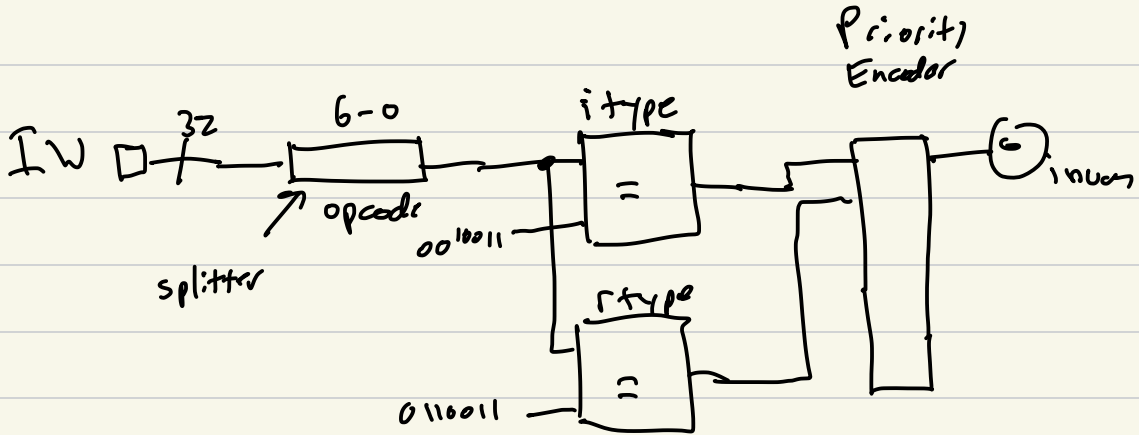 Priority
Encoder
IW
32
6-0
opcode
splitter
itype
=
0010011
rtype
=
0110011
inum